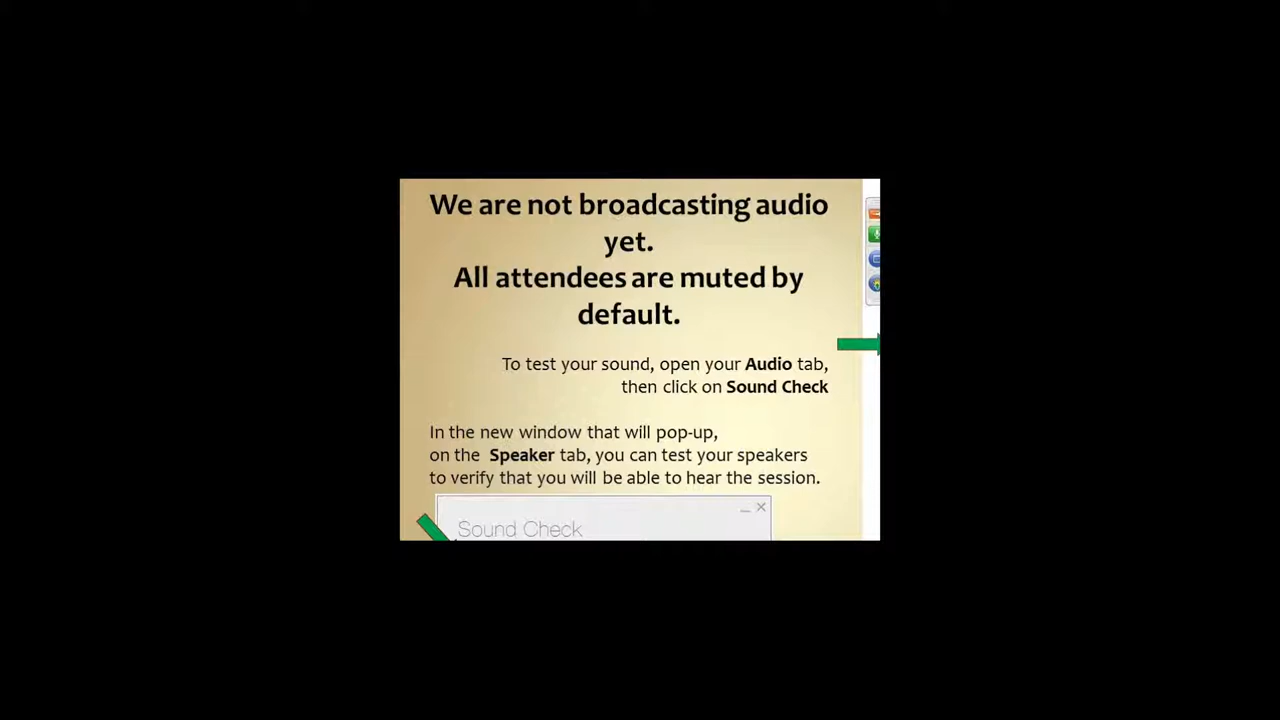 We are not broadcasting audio
yet.
All attendees are muted by
default.
To test your sound, open your Audio tab,
then click on Sound Check
In the new window that will pop-up,
on the Speaker tab, you can test your speakers
to verify that you will be able to hear the session.
Sound Check